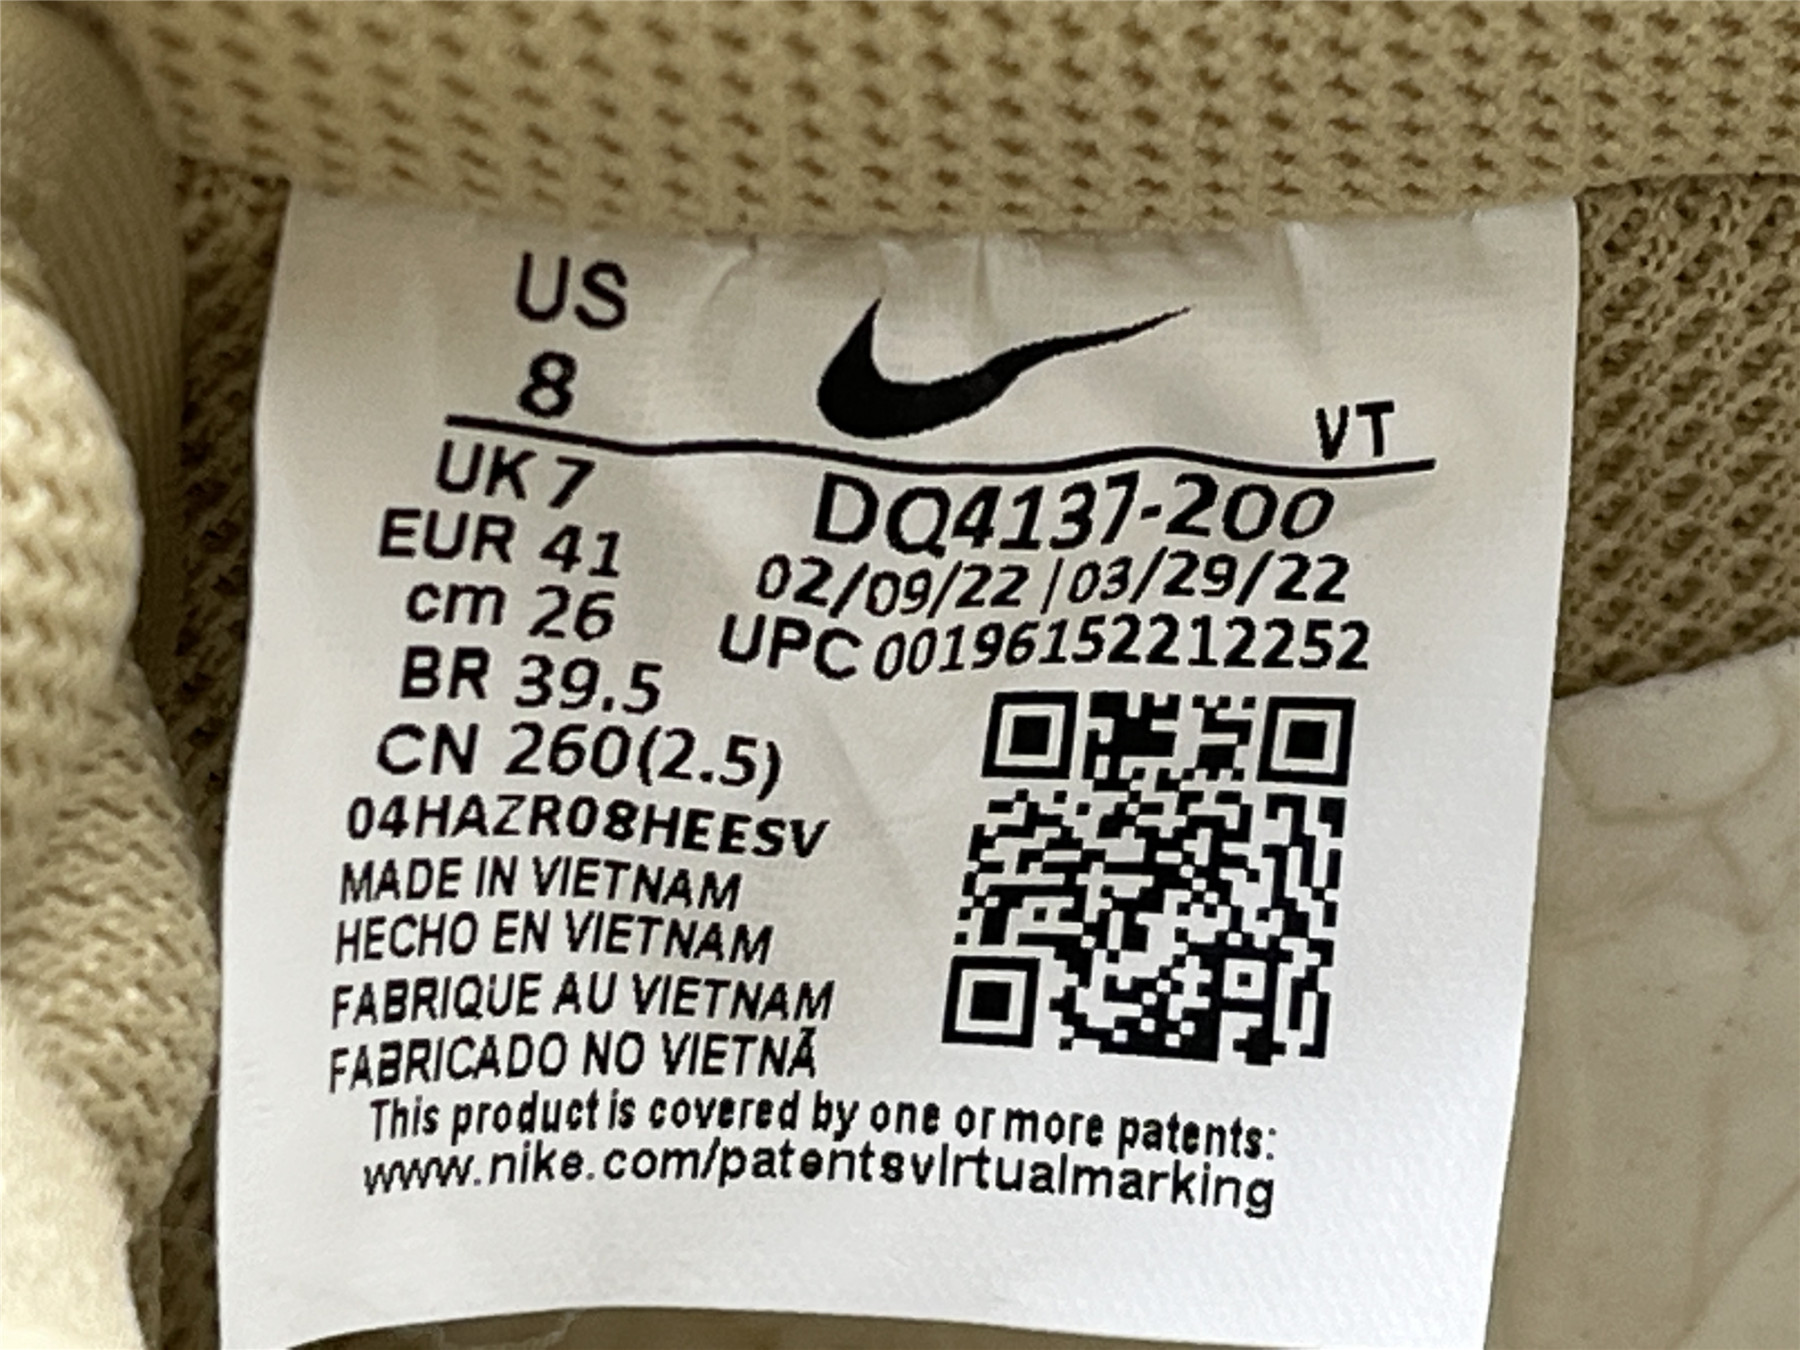 US
8
VT
UK 7
EUR 41
cm 26
BR 39.5
CN 260(2.5)
DQ4137-200
02/09/22 | 03/29/22
UPC 00196152212252
04HAZR08HEESV
MADE IN VIETNAM
HECHO EN VIETNAM
FABRIQUE AU VIETNAM
FABRICADO NO VIETNÃ
This product is covered by one or more patents:
www.nike.com/patentsvirtualmarking